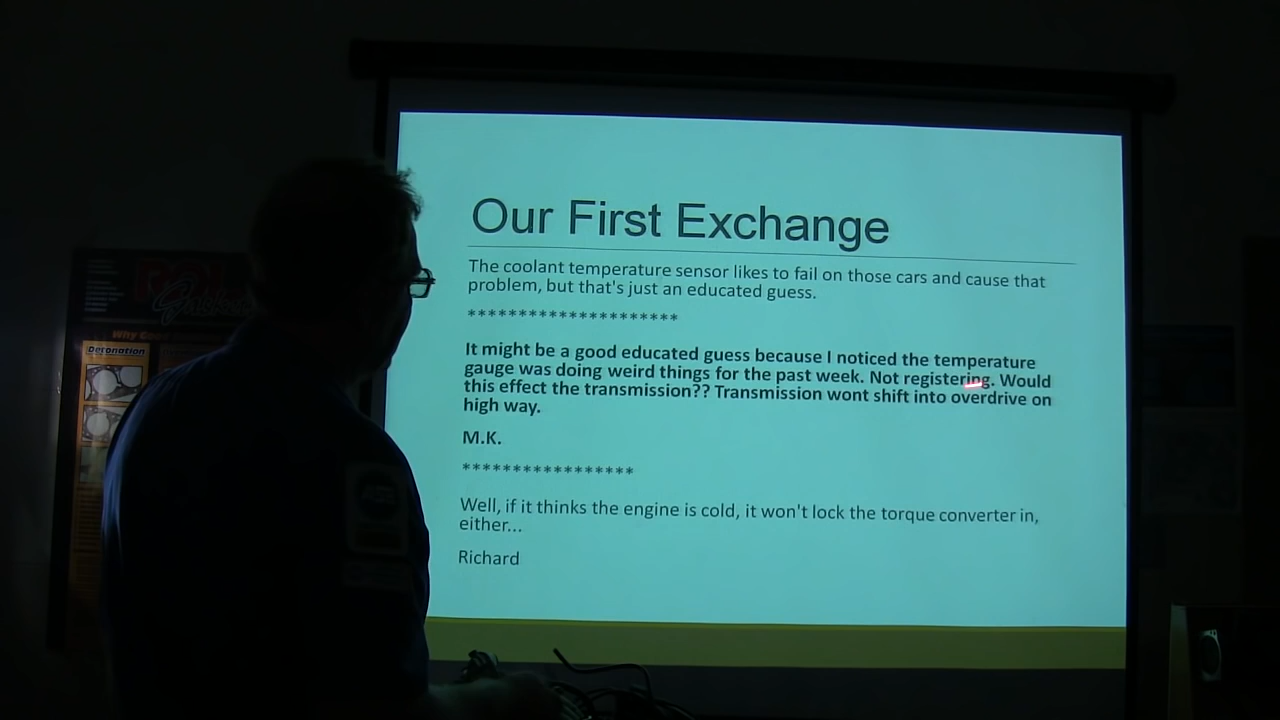 Our First Exchange
The coolant temperature sensor likes to fail on those cars and cause that
problem, but that's just an educated guess.
*********************
It might be a good educated guess because I noticed the temperature
gauge was doing weird things for the past week. Not registering. Would
this effect the transmission?? Transmission wont shift into overdrive on
high way.
M.K.
*****************
Well, if it thinks the engine is cold, it won't lock the torque converter in,
either...
Richard
Why
Detonation
ASE